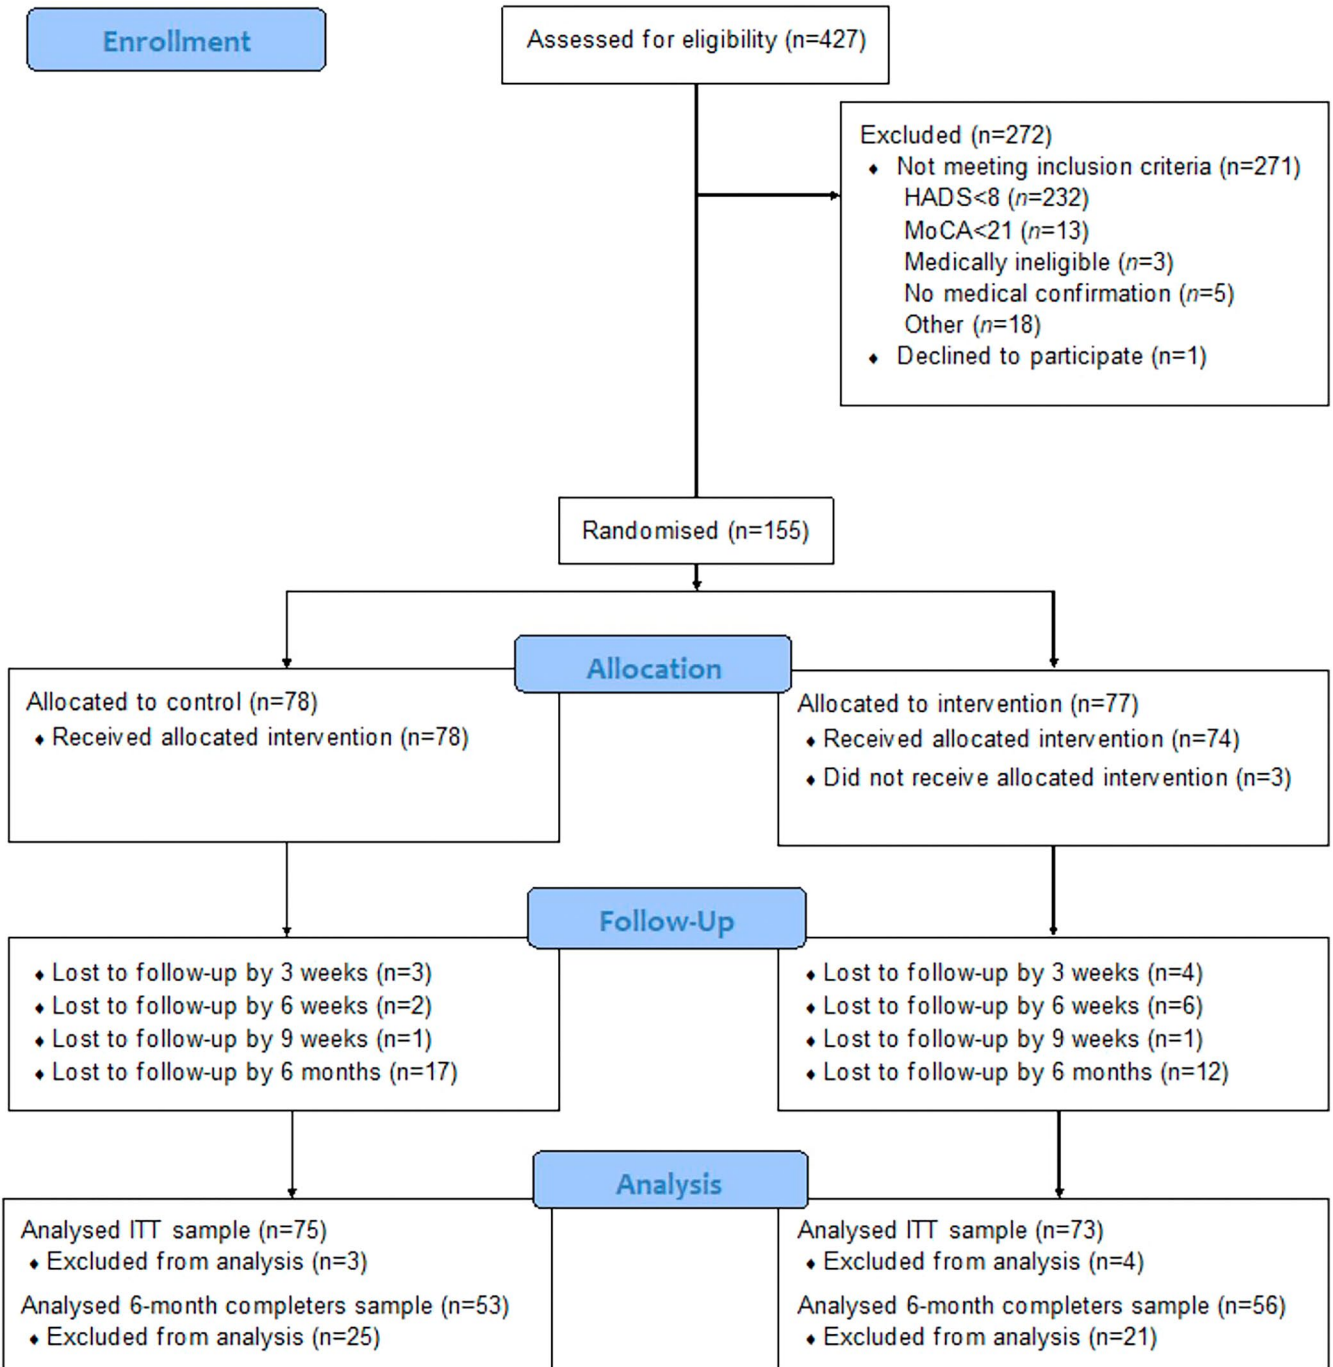 Enrollment
Assessed for eligibility (n=427)
Excluded (n=272)
♦ Not meeting inclusion criteria (n=271)
HADS<8 (n=232)
MoCA<21 (n=13)
Medically ineligible (n=3)
No medical confirmation (n=5)
Other (n=18)
♦ Declined to participate (n=1)
Randomised (n=155)
Allocation
Allocated to control (n=78)
♦ Received allocated intervention (n=78)
Allocated to intervention (n=77)
♦ Received allocated intervention (n=74)
♦ Did not receive allocated intervention (n=3)
Follow-Up
♦ Lost to follow-up by 3 weeks (n=3)
♦ Lost to follow-up by 6 weeks (n=2)
♦ Lost to follow-up by 9 weeks (n=1)
♦ Lost to follow-up by 6 months (n=17)
♦ Lost to follow-up by 3 weeks (n=4)
♦ Lost to follow-up by 6 weeks (n=6)
♦ Lost to follow-up by 9 weeks (n=1)
♦ Lost to follow-up by 6 months (n=12)
Analysis
Analysed ITT sample (n=75)
♦ Excluded from analysis (n=3)
Analysed 6-month completers sample (n=53)
♦ Excluded from analysis (n=25)
Analysed ITT sample (n=73)
♦ Excluded from analysis (n=4)
Analysed 6-month completers sample (n=56)
♦ Excluded from analysis (n=21)